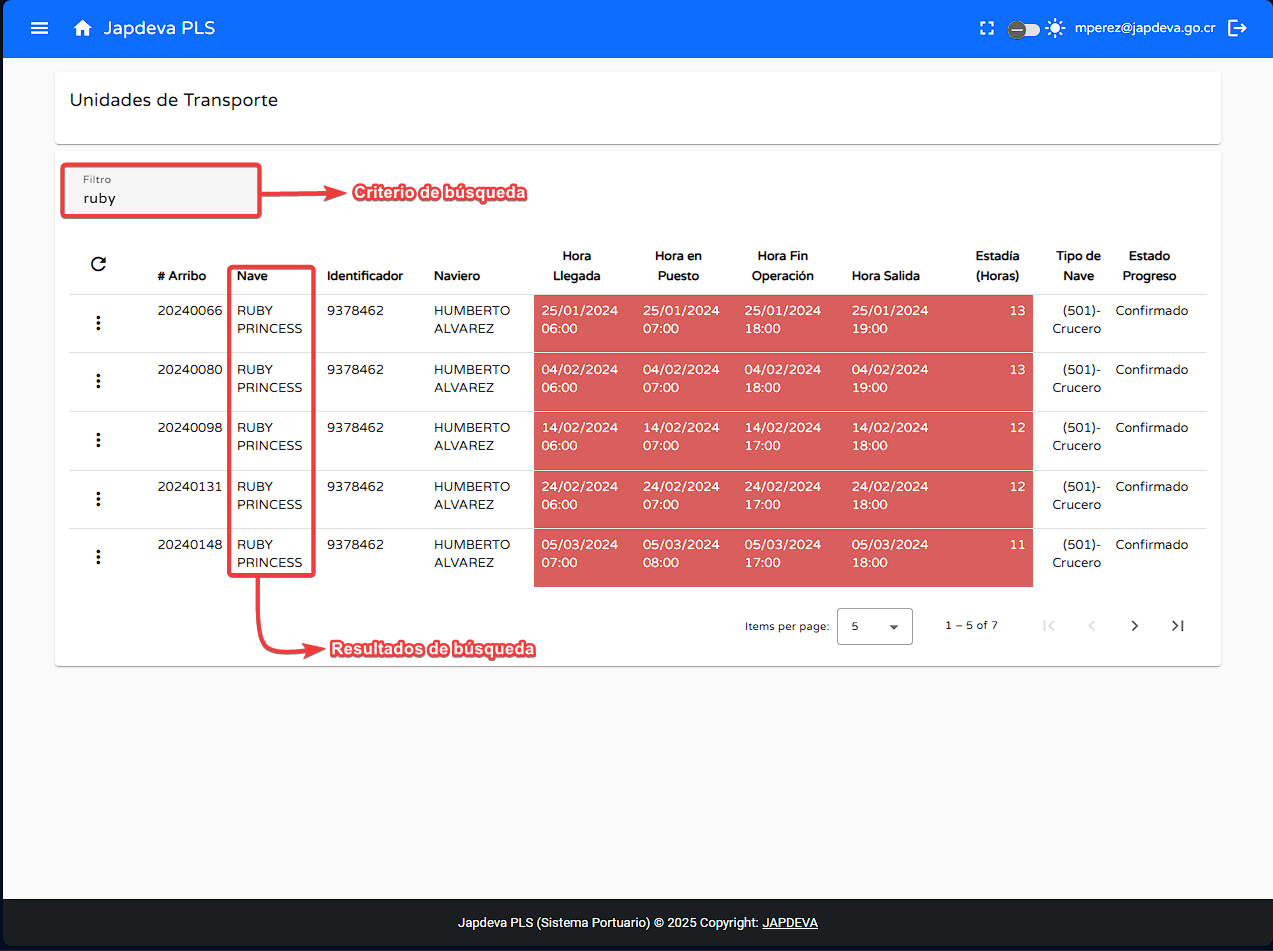 Japdeva PLS
mperez@japdeva.go.cr
Unidades de Transporte
Filtro
ruby
Criterio de búsqueda
# Arribo Nave Identificador Naviero Hora Llegada Hora en Puesto Hora Fin Operación Hora Salida Estadía (Horas) Tipo de Nave Estado Progreso
20240066 RUBY PRINCESS 9378462 HUMBERTO ALVAREZ 25/01/2024 06:00 25/01/2024 07:00 25/01/2024 18:00 25/01/2024 19:00 13 (501)- Crucero Confirmado
20240080 RUBY PRINCESS 9378462 HUMBERTO ALVAREZ 04/02/2024 06:00 04/02/2024 07:00 04/02/2024 18:00 04/02/2024 19:00 13 (501)- Crucero Confirmado
20240098 RUBY PRINCESS 9378462 HUMBERTO ALVAREZ 14/02/2024 06:00 14/02/2024 07:00 14/02/2024 17:00 14/02/2024 18:00 12 (501)- Crucero Confirmado
20240131 RUBY PRINCESS 9378462 HUMBERTO ALVAREZ 24/02/2024 06:00 24/02/2024 07:00 24/02/2024 17:00 24/02/2024 18:00 12 (501)- Crucero Confirmado
20240148 RUBY PRINCESS 9378462 HUMBERTO ALVAREZ 05/03/2024 07:00 05/03/2024 08:00 05/03/2024 17:00 05/03/2024 18:00 11 (501)- Crucero Confirmado
Items per page: 5 1 – 5 of 7
Resultados de búsqueda
Japdeva PLS (Sistema Portuario) © 2025 Copyright: JAPDEVA